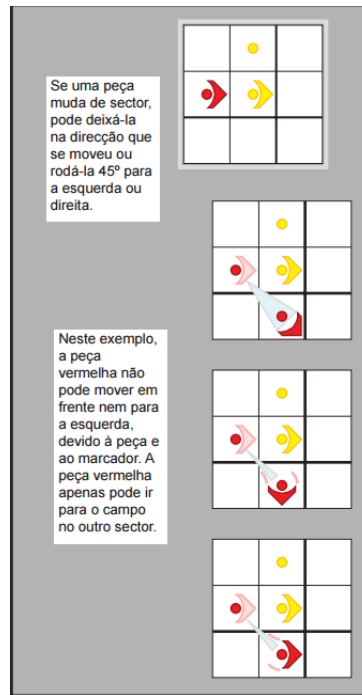 Se uma peça
muda de sector,
pode deixá-la
na direcção que
se moveu ou
rodá-la 45º para
a esquerda ou
direita.
Neste exemplo,
a peça
vermelha não
pode mover em
frente nem para
a esquerda,
devido à peça e
ao marcador. A
peça vermelha
apenas pode ir
para o campo
no outro sector.